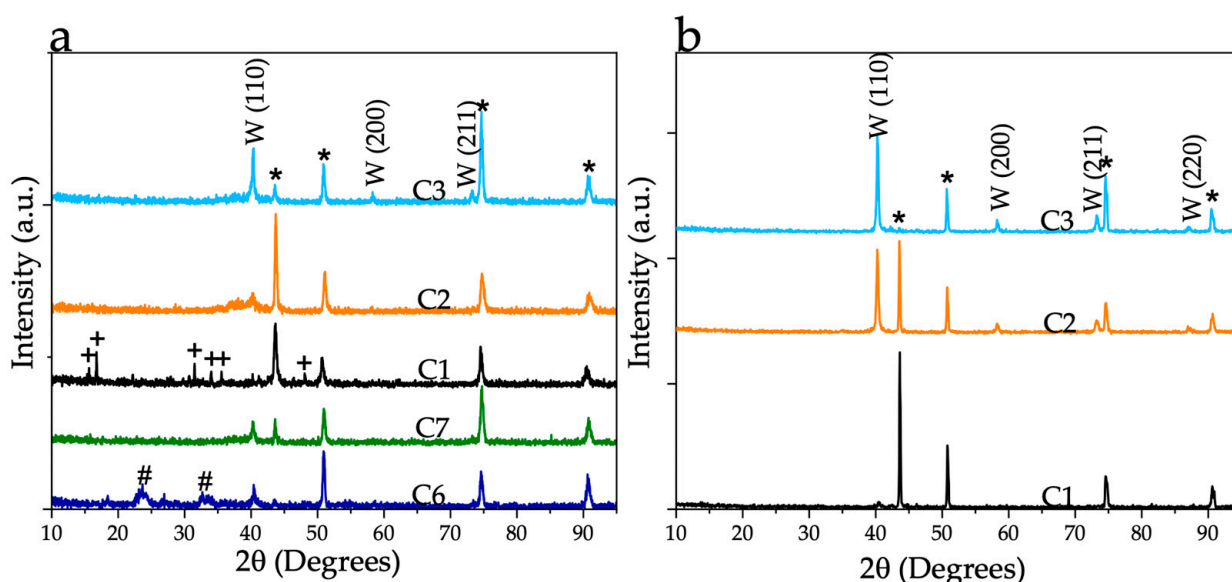 a
W (110)
*
*
W (200)
W (211)
*
*
C3
C2
+
+
+
+
+
+
C1
C7
#
#
C6
10 20 30 40 50 60 70 80 90
2θ (Degrees)
Intensity (a.u.)
b
W (110)
*
*
W (200)
W (211)
*
W (220)
*
C3
C2
C1
10 20 30 40 50 60 70 80 90
2θ (Degrees)
Intensity (a.u.)